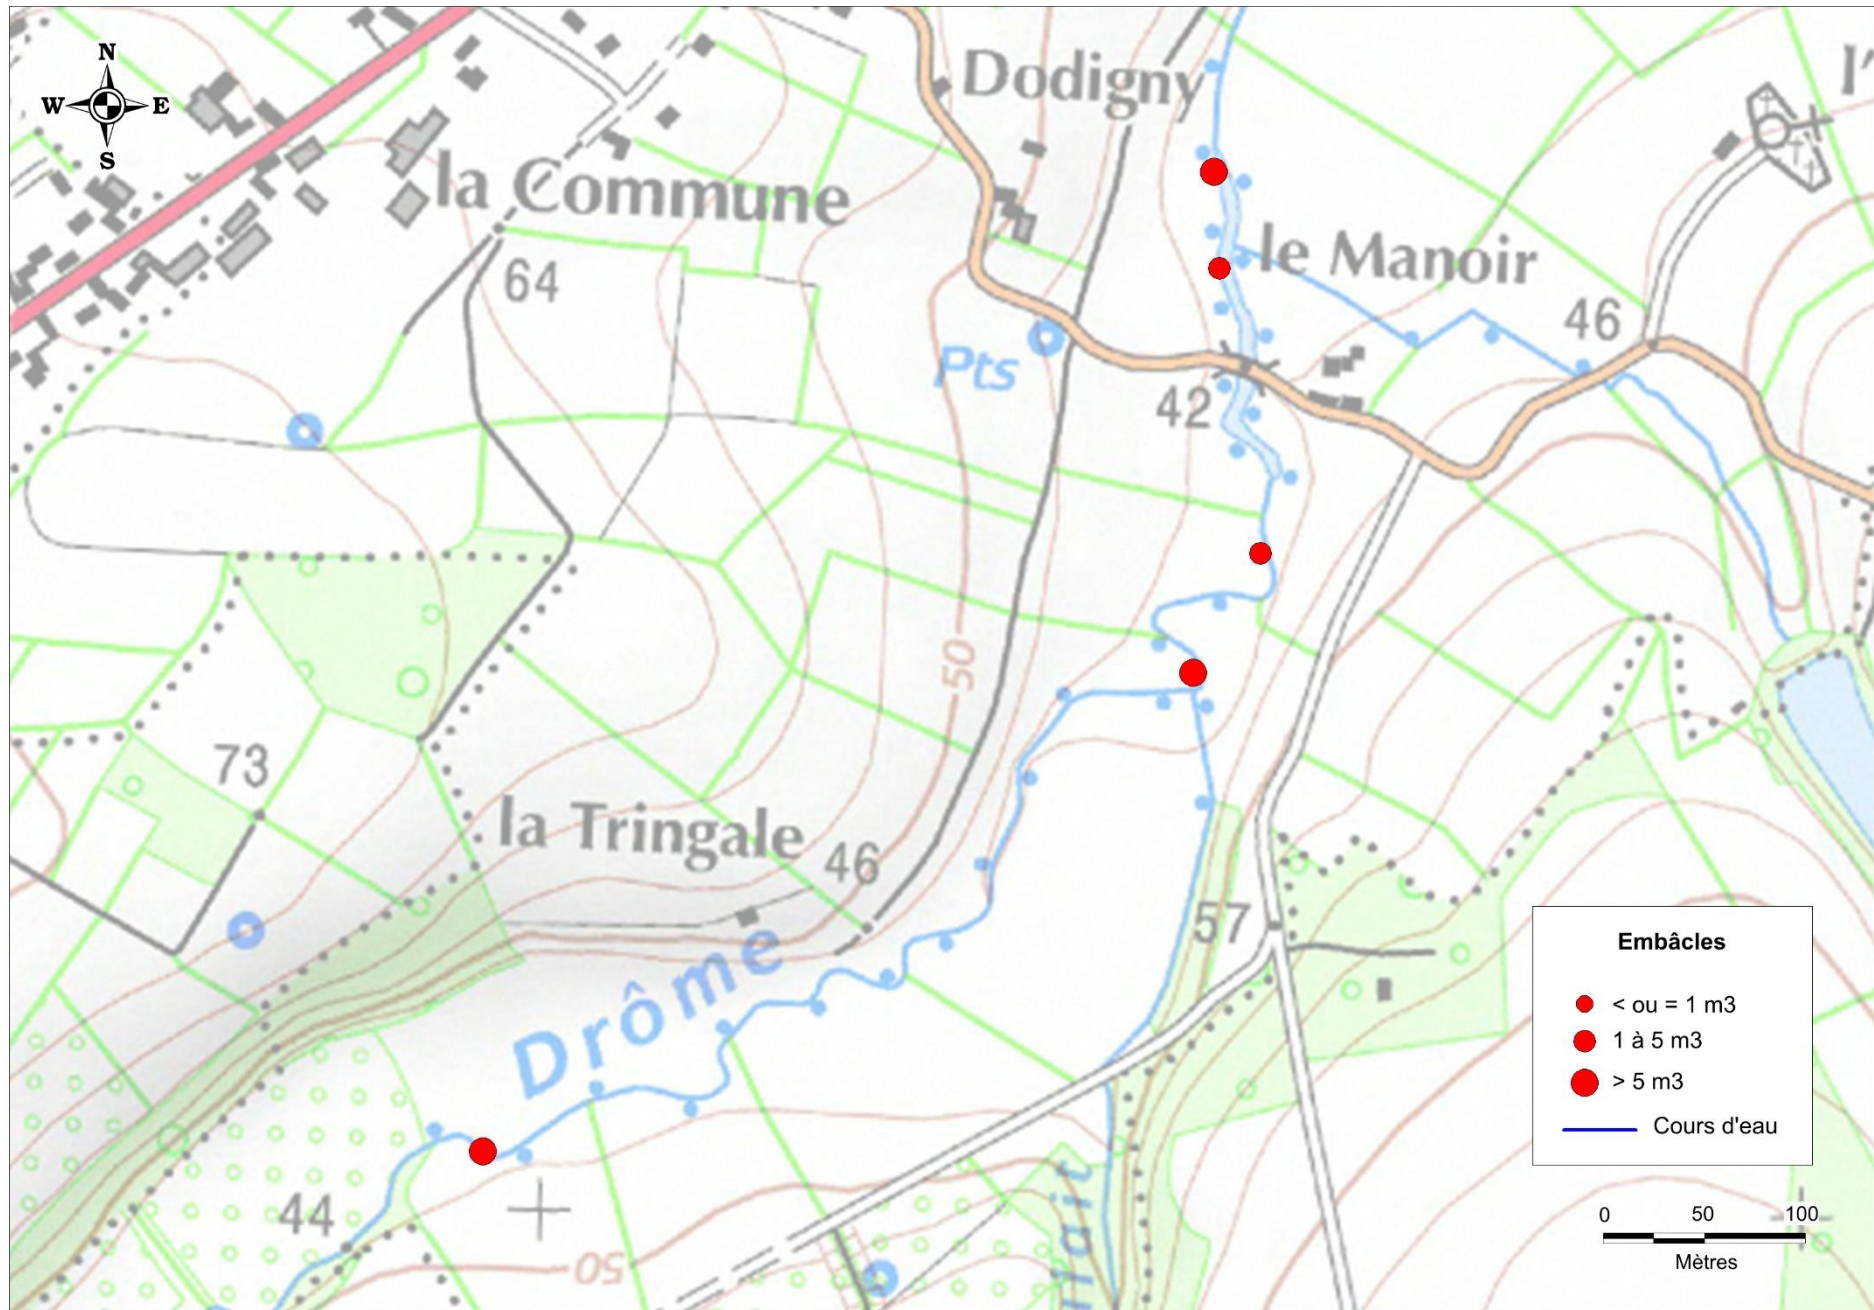 N
W
E
S
Dodigny
l'
la Commune
le Manoir
64
46
Pts
42
50
73
la Tringale
46
57
Drôme
44
50
Embâcles
< ou = 1 m3
1 à 5 m3
> 5 m3
Cours d'eau
0 50 100
Mètres